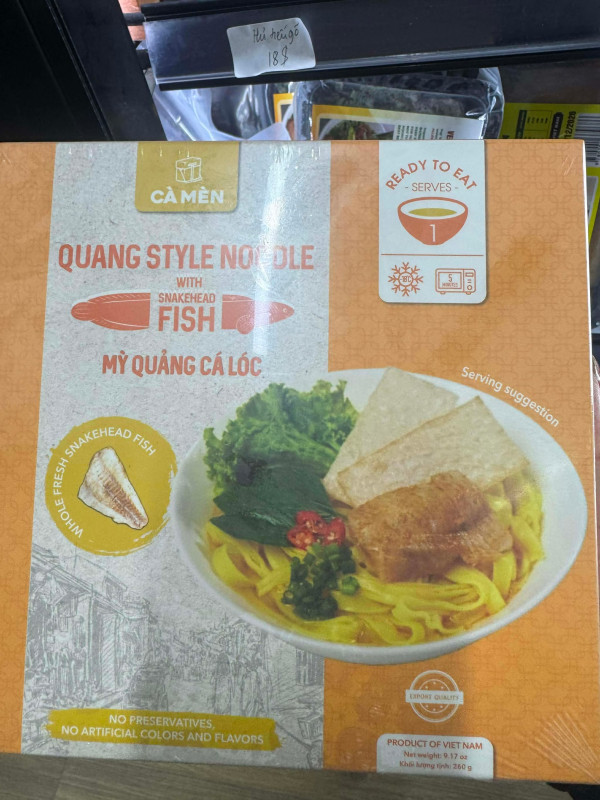 Hủ tiếu gõ
18$
CÀ MÈN
READY TO EAT
- SERVES -
1
5
MINUTES
QUANG STYLE NOODLE
WITH
SNAKEHEAD
FISH
MỲ QUẢNG CÁ LÓC
Serving suggestion
WHOLE FRESH SNAKEHEAD FISH
EXPORT QUALITY
NO PRESERVATIVES,
NO ARTIFICIAL COLORS AND FLAVORS
PRODUCT OF VIET NAM
Net weight: 9.17 oz
Khối lượng tịnh: 260 g